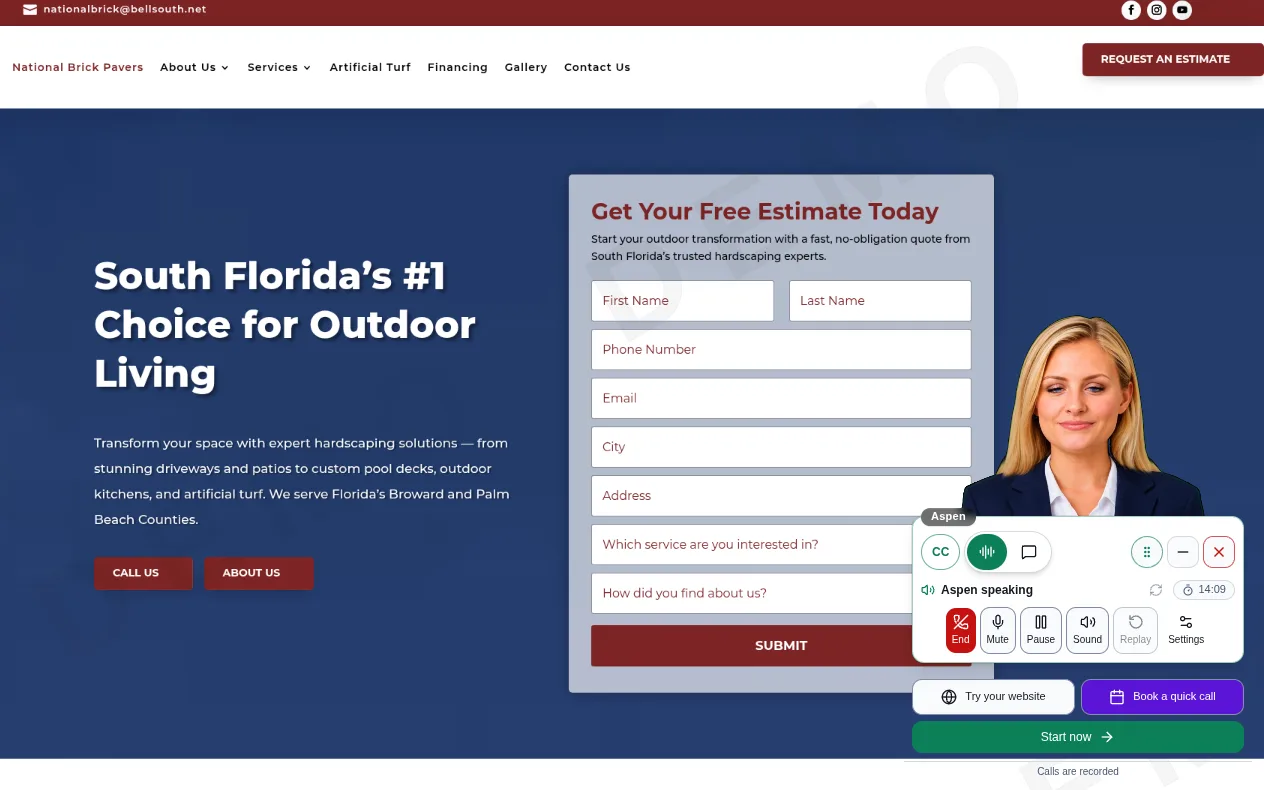 nationalbrick@bellsouth.net
National Brick Pavers About Us Services Artificial Turf Financing Gallery Contact Us
REQUEST AN ESTIMATE
South Florida's #1
Choice for Outdoor
Living
Transform your space with expert hardscaping solutions — from
stunning driveways and patios to custom pool decks, outdoor
kitchens, and artificial turf. We serve Florida's Broward and Palm
Beach Counties.
CALL US
ABOUT US
Get Your Free Estimate Today
Start your outdoor transformation with a fast, no-obligation quote from
South Florida's trusted hardscaping experts.
First Name
Last Name
Phone Number
Email
City
Address
Which service are you interested in?
How did you find about us?
SUBMIT
Aspen
CC
Aspen speaking
14:09
End
Mute
Pause
Sound
Replay
Settings
Try your website
Book a quick call
Start now
Calls are recorded
DEMO